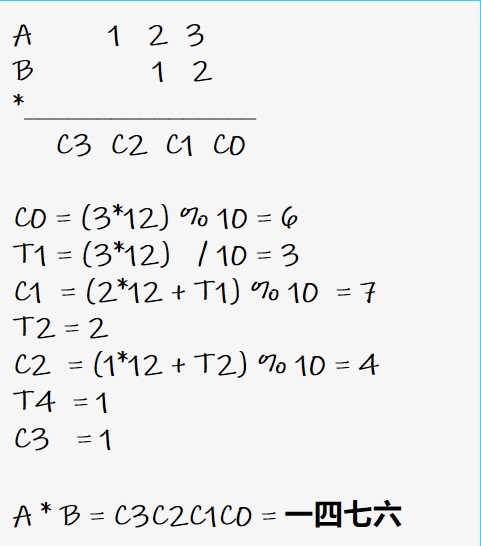 A 1 2 3
B 1 2
*
C3 C2 C1 C0
C0 = (3*12) % 10 = 6
T1 = (3*12) / 10 = 3
C1 = (2*12 + T1) % 10 = 7
T2 = 2
C2 = (1*12 + T2) % 10 = 4
T4 = 1
C3 = 1
A * B = C3C2C1C0 = 一四七六